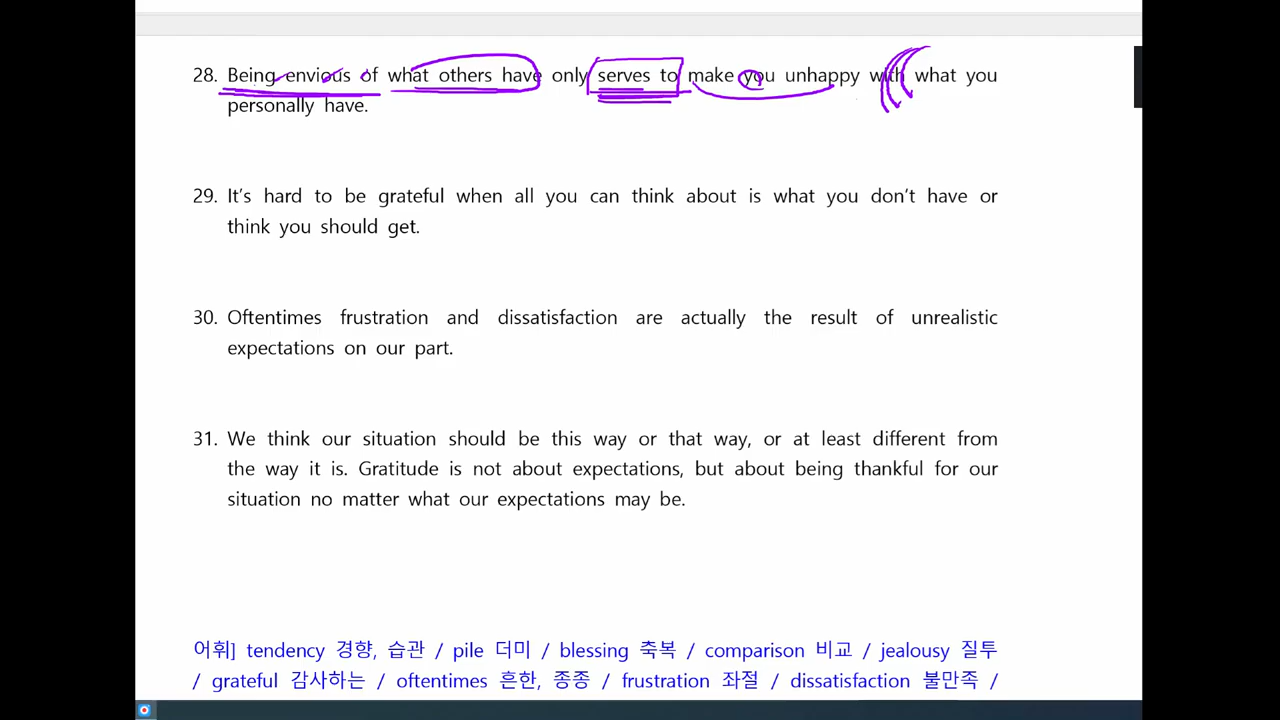 28. Being envious of what others have only serves to make you unhappy with what you
personally have.
29. It's hard to be grateful when all you can think about is what you don't have or
think you should get.
30. Oftentimes frustration and dissatisfaction are actually the result of unrealistic
expectations on our part.
31. We think our situation should be this way or that way, or at least different from
the way it is. Gratitude is not about expectations, but about being thankful for our
situation no matter what our expectations may be.
어휘] tendency 경향, 습관 / pile 더미 / blessing 축복 / comparison 비교 / jealousy 질투
/ grateful 감사하는 / oftentimes 흔한, 종종 / frustration 좌절 / dissatisfaction 불만족 /